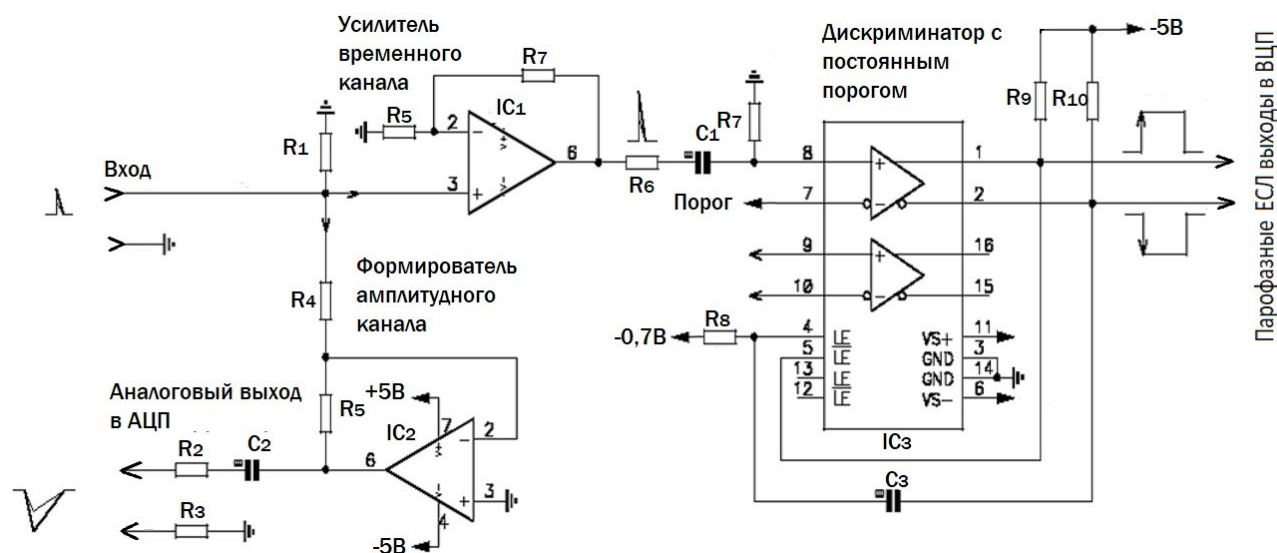 Усилитель
временного
канала
R7
IC1
R5
2
6
3
R1
Вход
R6
C1
R7
Дискриминатор с
постоянным
порогом
-5В
R9
R10
8
7
Порог
1
2
9
10
16
15
-0,7В
R8
4
5
13
12
LE
LE
LE
LE
VS+
GND
GND
VS-
11
3
14
6
IC3
C3
Парофазные ЕСЛ выходы в ВЦП
Формирователь
амплитудного
канала
R4
Аналоговый выход
в АЦП
R5
+5В
IC2
7
2
6
3
4
-5В
R2
C2
R3